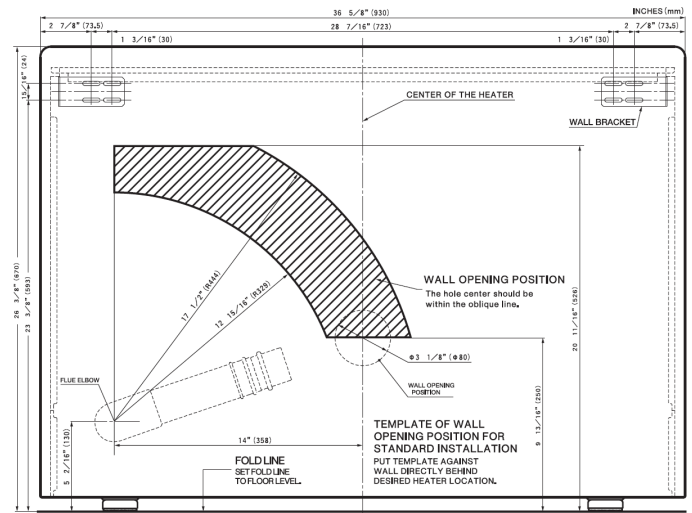 36 5/8" (930)
INCHES (mm)
2 7/8" (73.5)
28 7/16" (723)
2 7/8" (73.5)
1 3/16" (30)
1 3/16" (30)
15/16" (24)
CENTER OF THE HEATER
WALL BRACKET
26 3/8" (670)
23 3/8" (593)
17 1/2" (R444)
12 15/16" (R329)
WALL OPENING POSITION
The hole center should be
within the oblique line.
20 11/16" (526)
Φ3 1/8" (Φ80)
FLUE ELBOW
WALL OPENING
POSITION
9 13/16" (250)
5 2/16" (130)
14" (358)
TEMPLATE OF WALL
OPENING POSITION FOR
STANDARD INSTALLATION
PUT TEMPLATE AGAINST
WALL DIRECTLY BEHIND
DESIRED HEATER LOCATION.
FOLD LINE
SET FOLD LINE
TO FLOOR LEVEL.